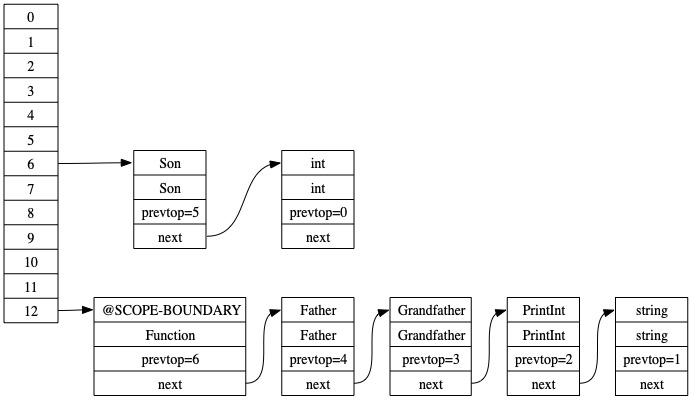 0
1
2
3
4
5
6
7
8
9
10
11
12
Son
Son
prevtop=5
next
int
int
prevtop=0
next
@SCOPE-BOUNDARY
Function
prevtop=6
next
Father
Father
prevtop=4
next
Grandfather
Grandfather
prevtop=3
next
PrintInt
PrintInt
prevtop=2
next
string
string
prevtop=1
next